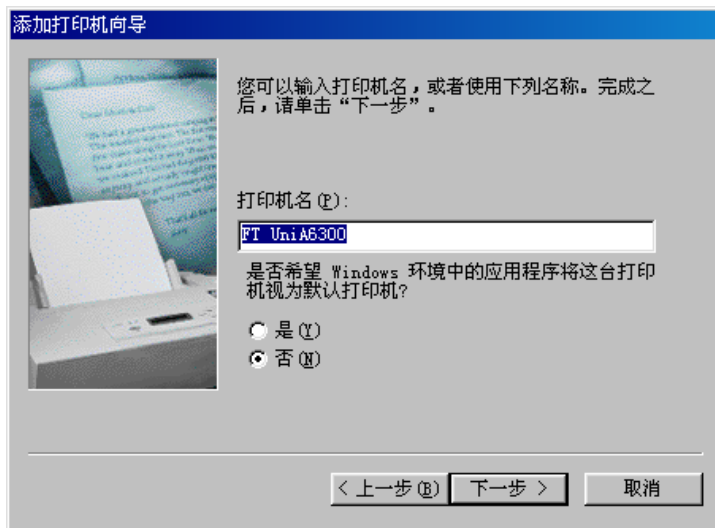 添加打印机向导
您可以输入打印机名，或者使用下列名称。完成之
后，请单击“下一步”。
打印机名(P):
FT UniA6300
是否希望 Windows 环境中的应用程序将这台打印
机视为默认打印机?
是(Y)
否(N)
< 上一步(B) 下一步 > 取消